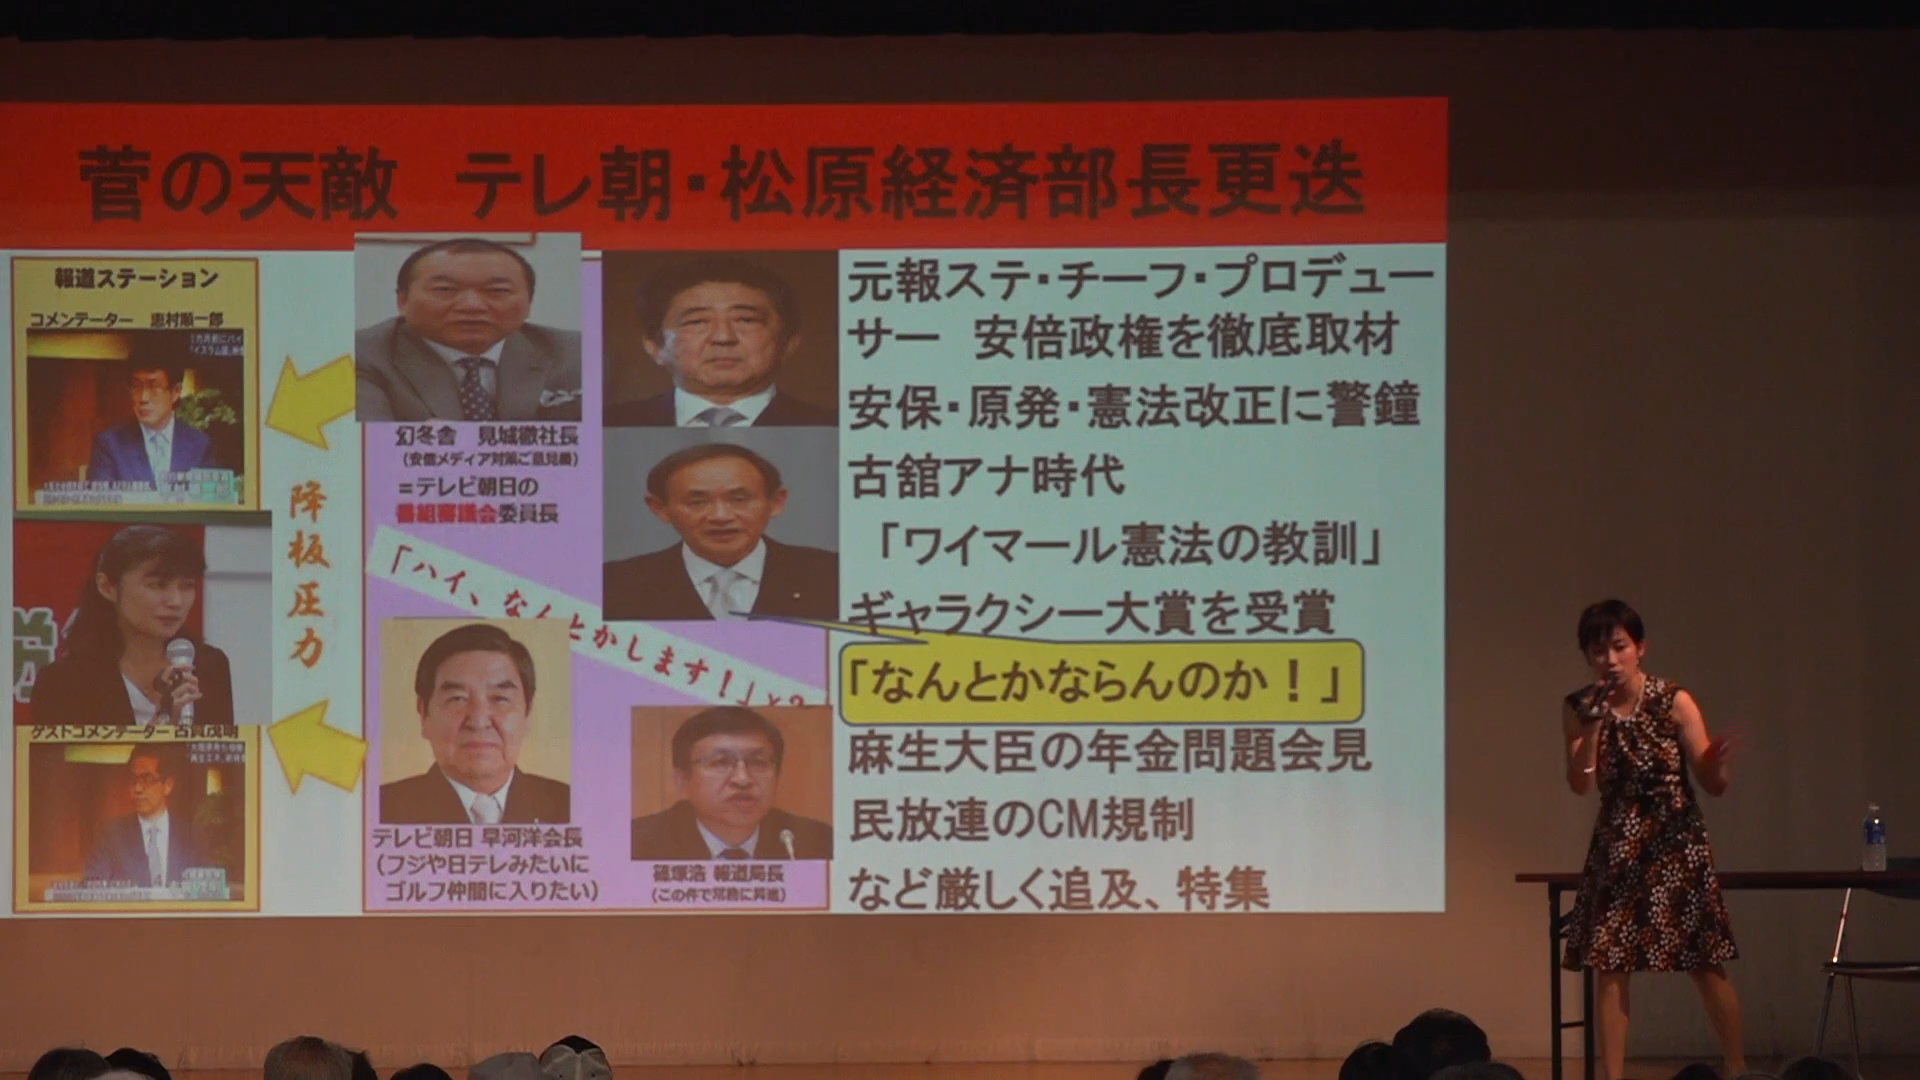 菅の天敵　テレ朝・松原経済部長更迭
報道ステーション
コメンテーター　恵村順一郎
降板圧力
ゲストコメンテーター 古賀茂明
幻冬舎　見城徹社長
(安倍メディア対策ご意見番)
＝テレビ朝日の
番組審議会委員長
「ハイ、なんとかします！」と?
テレビ朝日 早河洋会長
(フジや日テレみたいに
ゴルフ仲間に入りたい)
篠塚浩 報道局長
(この件で常務に昇進)
元報ステ・チーフ・プロデュー
サー　安倍政権を徹底取材
安保・原発・憲法改正に警鐘
古舘アナ時代
「ワイマール憲法の教訓」
ギャラクシー大賞を受賞
「なんとかならんのか！」
麻生大臣の年金問題会見
民放連のCM規制
など厳しく追及、特集